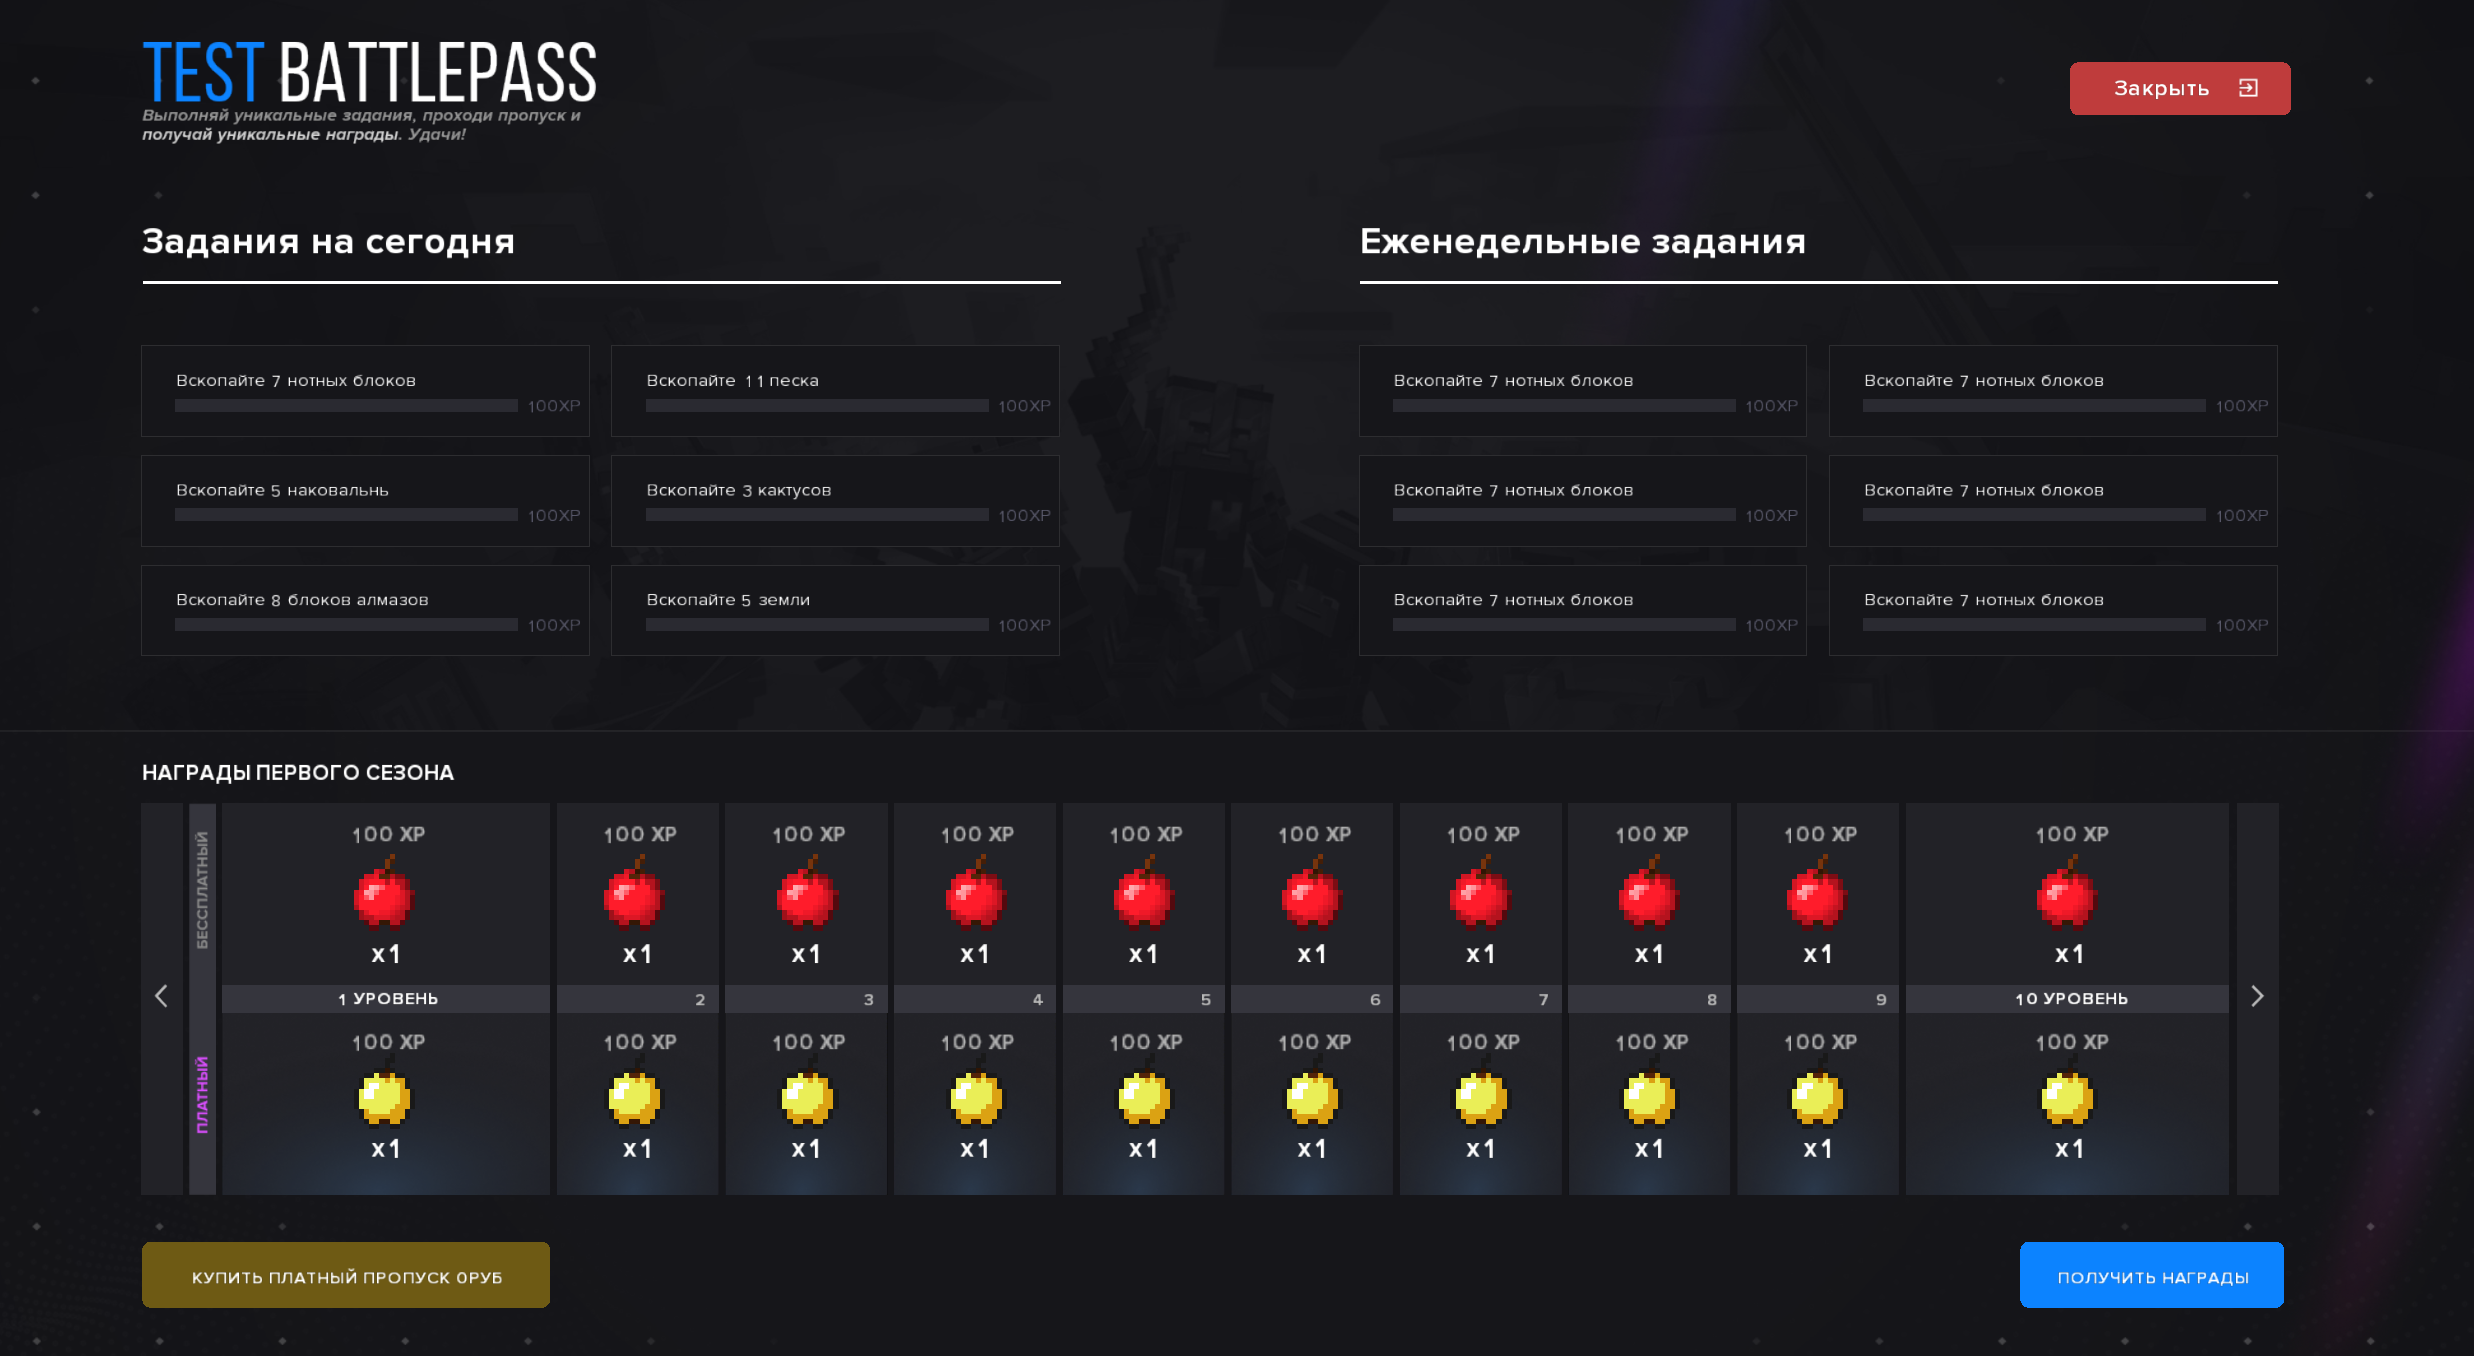 TEST BATTLEPASS
Выполняй уникальные задания, проходи пропуск и
получай уникальные награды. Удачи!
Закрыть
Задания на сегодня
Вскопайте 7 нотных блоков
100XP
Вскопайте 11 песка
100XP
Вскопайте 5 наковальнь
100XP
Вскопайте 3 кактусов
100XP
Вскопайте 8 блоков алмазов
100XP
Вскопайте 5 земли
100XP
Еженедельные задания
Вскопайте 7 нотных блоков
100XP
Вскопайте 7 нотных блоков
100XP
Вскопайте 7 нотных блоков
100XP
Вскопайте 7 нотных блоков
100XP
Вскопайте 7 нотных блоков
100XP
Вскопайте 7 нотных блоков
100XP
НАГРАДЫ ПЕРВОГО СЕЗОНА
БЕССПЛАТНЫЙ
100 XP 100 XP 100 XP 100 XP 100 XP 100 XP 100 XP 100 XP 100 XP 100 XP
x1 x1 x1 x1 x1 x1 x1 x1 x1 x1
1 УРОВЕНЬ 2 3 4 5 6 7 8 9 10 УРОВЕНЬ
ПЛАТНЫЙ
100 XP 100 XP 100 XP 100 XP 100 XP 100 XP 100 XP 100 XP 100 XP 100 XP
x1 x1 x1 x1 x1 x1 x1 x1 x1 x1
КУПИТЬ ПЛАТНЫЙ ПРОПУСК 0РУБ
ПОЛУЧИТЬ НАГРАДЫ